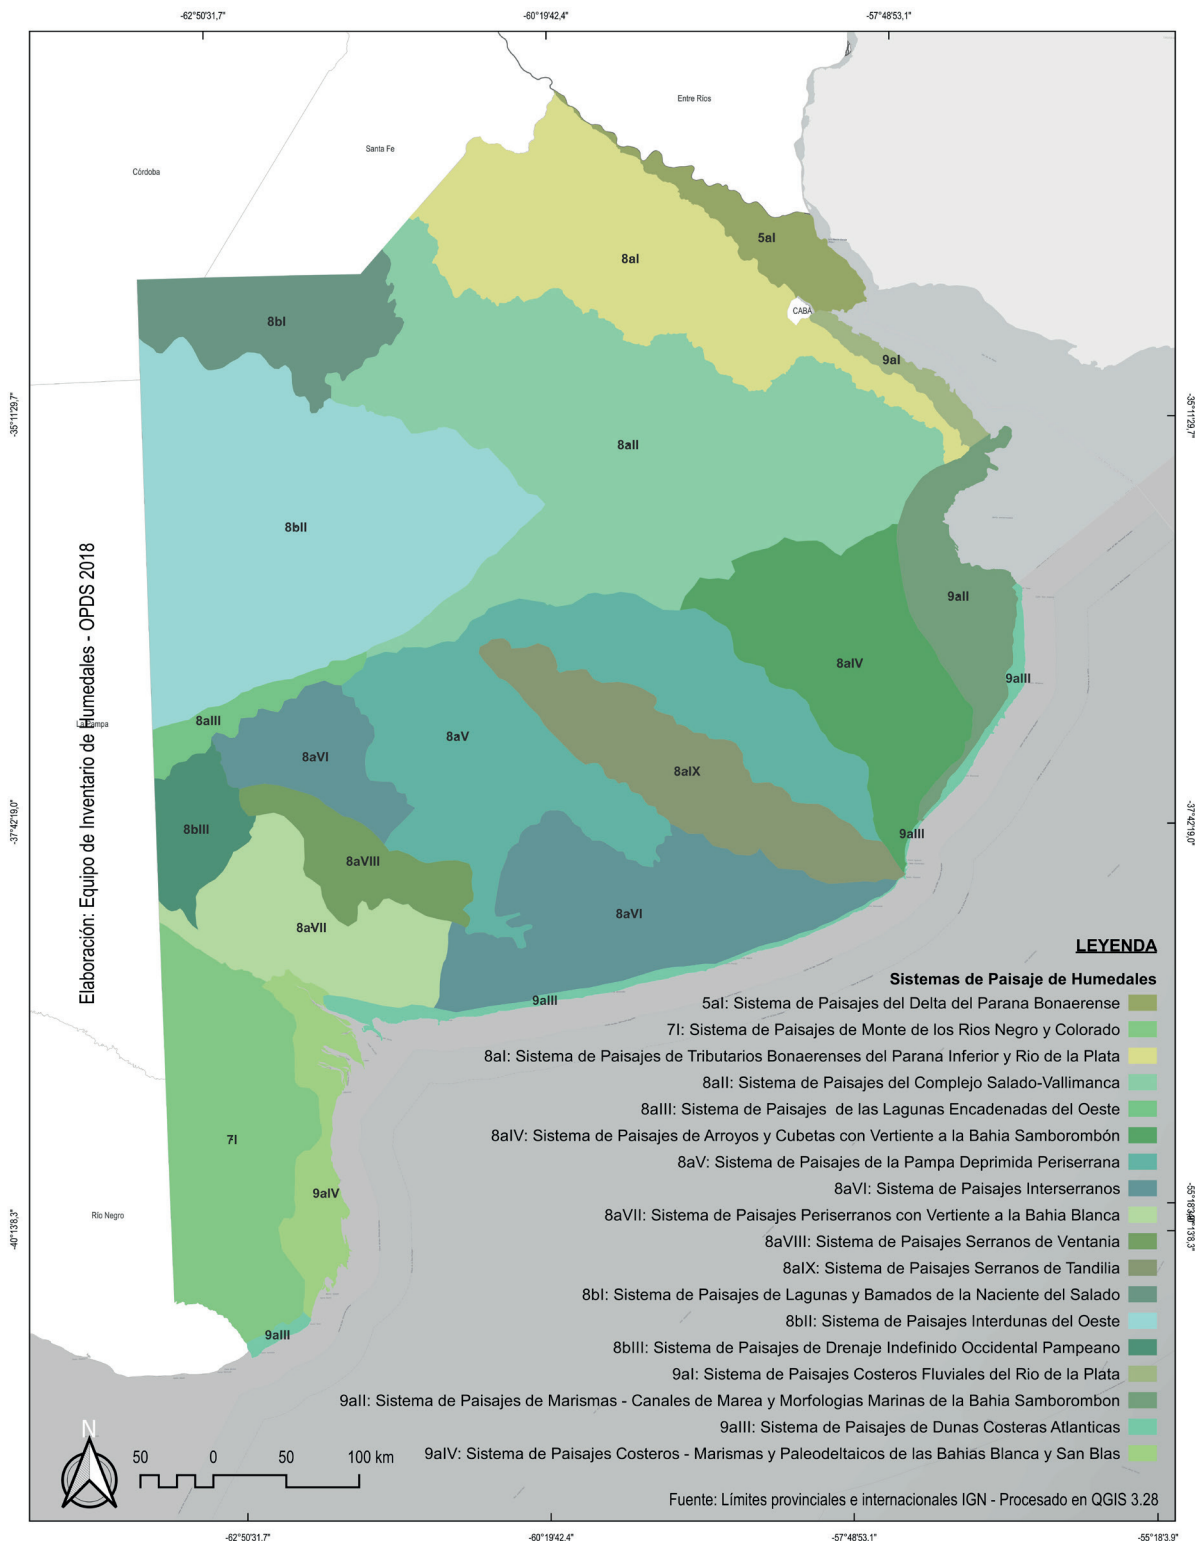 -62°50'31,7"
-60°19'42,4"
-57°48'53,1"
Entre Ríos
Santa Fe
Córdoba
5aI
8aI
CABA
8bI
9aI
-35°11'29,7"
-35°11'29,7"
8aII
8bII
9aII
Elaboración: Equipo de Inventario de Humedales - OPDS 2018
8aIV
9aIII
La Pampa
8aIII
8aV
8aVI
8aIX
-37°42'19,0"
-37°42'19,0"
8bIII
9aIII
8aVIII
8aVI
8aVII
9aIII
7I
9aIV
Río Negro
-40°13'8,3"
9aIII
LEYENDA
Sistemas de Paisaje de Humedales
5aI: Sistema de Paisajes del Delta del Parana Bonaerense
7I: Sistema de Paisajes de Monte de los Rios Negro y Colorado
8aI: Sistema de Paisajes de Tributarios Bonaerenses del Parana Inferior y Rio de la Plata
8aII: Sistema de Paisajes del Complejo Salado-Vallimanca
8aIII: Sistema de Paisajes de las Lagunas Encadenadas del Oeste
8aIV: Sistema de Paisajes de Arroyos y Cubetas con Vertiente a la Bahia Samborombón
8aV: Sistema de Paisajes de la Pampa Deprimida Periserrana
8aVI: Sistema de Paisajes Interserranos
8aVII: Sistema de Paisajes Periserranos con Vertiente a la Bahia Blanca
8aVIII: Sistema de Paisajes Serranos de Ventania
8aIX: Sistema de Paisajes Serranos de Tandilia
8bI: Sistema de Paisajes de Lagunas y Bamados de la Naciente del Salado
8bII: Sistema de Paisajes Interdunas del Oeste
8bIII: Sistema de Paisajes de Drenaje Indefinido Occidental Pampeano
9aI: Sistema de Paisajes Costeros Fluviales del Rio de la Plata
9aII: Sistema de Paisajes de Marismas - Canales de Marea y Morfologias Marinas de la Bahia Samborombon
9aIII: Sistema de Paisajes de Dunas Costeras Atlanticas
9aIV: Sistema de Paisajes Costeros - Marismas y Paleodeltaicos de las Bahias Blanca y San Blas
N
50 0 50 100 km
Fuente: Límites provinciales e internacionales IGN - Procesado en QGIS 3.28
-62°50'31.7"
-60°19'42.4"
-57°48'53.1"
-55°18'3.9"